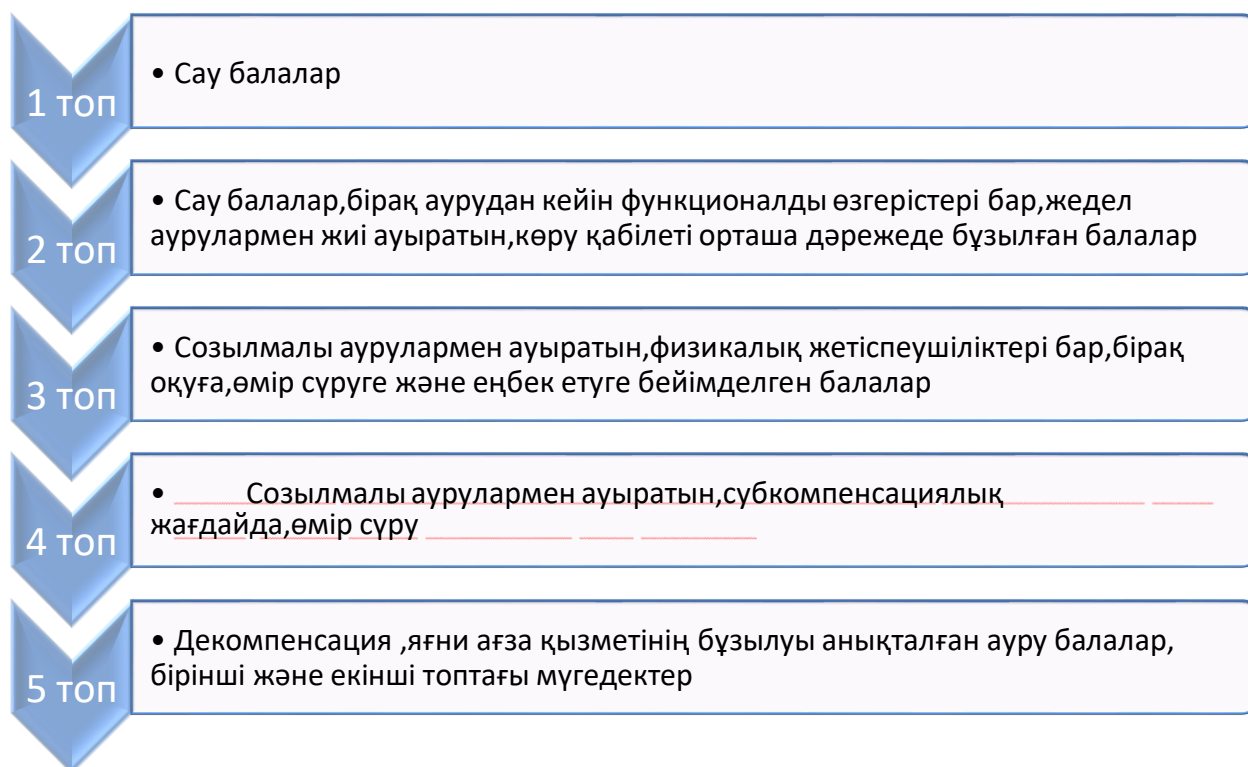 1 топ
• Сау балалар
2 топ
• Сау балалар,бірақ аурудан кейін функционалды өзгерістері бар,жедел
аурулармен жиі ауыратын,көру қабілеті орташа дәрежеде бұзылған балалар
3 топ
• Созылмалы аурулармен ауыратын,физикалық жетіспеушіліктері бар,бірақ
оқуға,өмір сүруге және еңбек етуге бейімделген балалар
4 топ
• Созылмалы аурулармен ауыратын,субкомпенсациялық
жағдайда,өмір сүру
5 топ
• Декомпенсация ,яғни ағза қызметінің бұзылуы анықталған ауру балалар,
бірінші және екінші топтағы мүгедектер